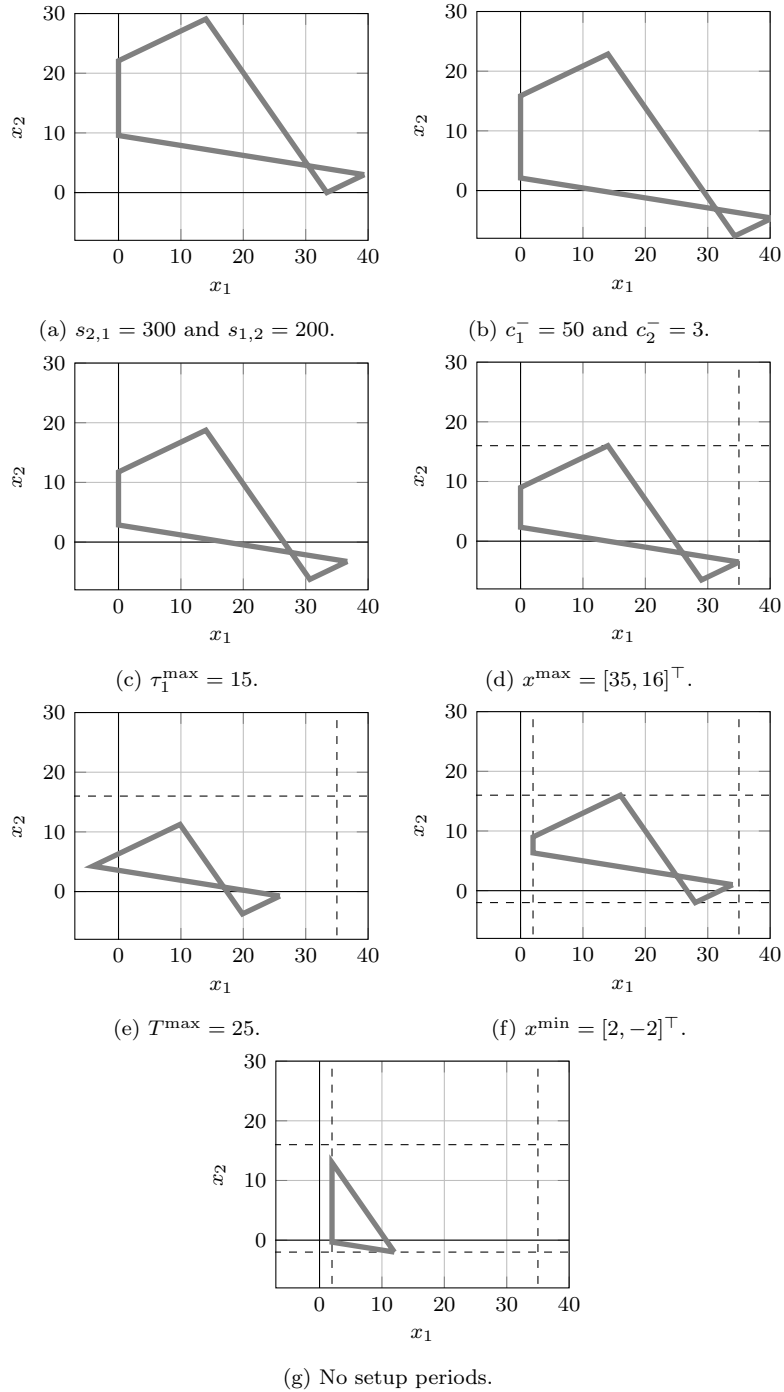 30
20
10
0
x₂
0 10 20 30 40
x₁
(a) s₂,₁ = 300 and s₁,₂ = 200.
30
20
10
0
x₂
0 10 20 30 40
x₁
(b) c₁⁻ = 50 and c₂⁻ = 3.
30
20
10
0
x₂
0 10 20 30 40
x₁
(c) τ₁ᵐᵃˣ = 15.
30
20
10
0
x₂
0 10 20 30 40
x₁
(d) xᵐᵃˣ = [35, 16]⊤.
30
20
10
0
x₂
0 10 20 30 40
x₁
(e) Tᵐᵃˣ = 25.
30
20
10
0
x₂
0 10 20 30 40
x₁
(f) xᵐⁱⁿ = [2, −2]⊤.
30
20
10
0
x₂
0 10 20 30 40
x₁
(g) No setup periods.